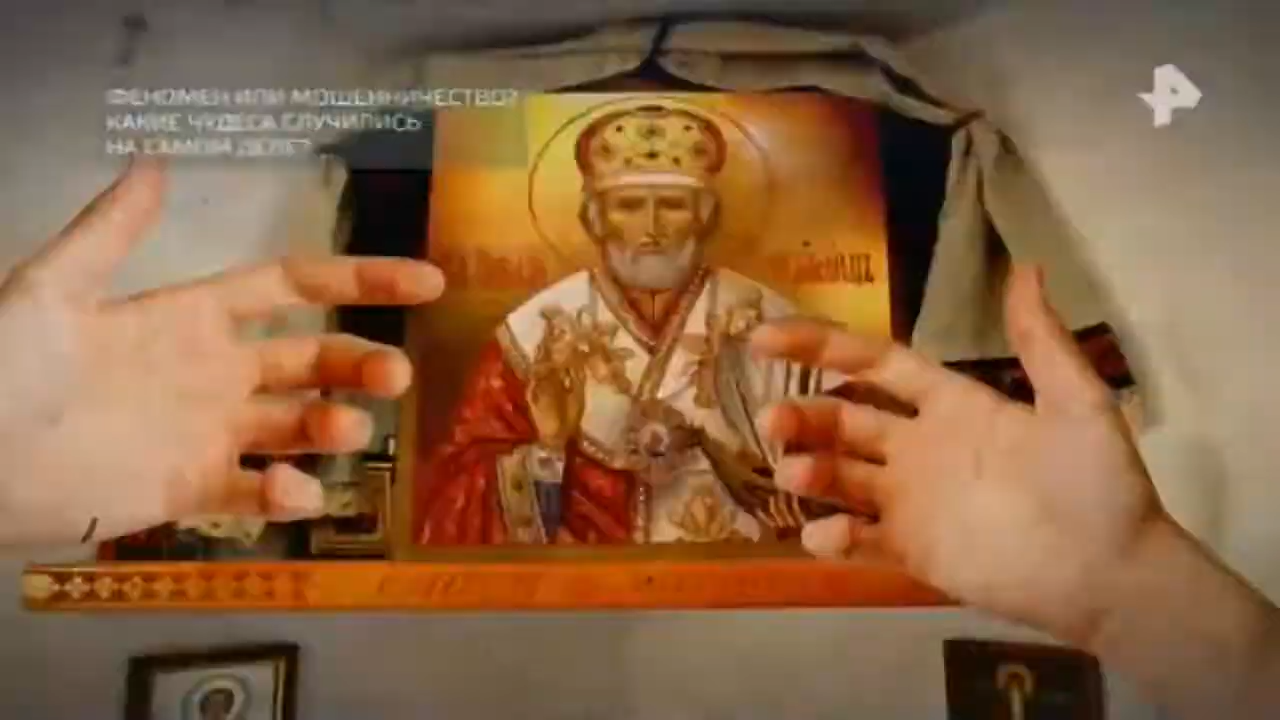 ФЕНОМЕН ИЛИ МОШЕННИЧЕСТВО?
КАКИЕ ЧУДЕСА СЛУЧИЛИСЬ
НА САМОМ ДЕЛЕ?